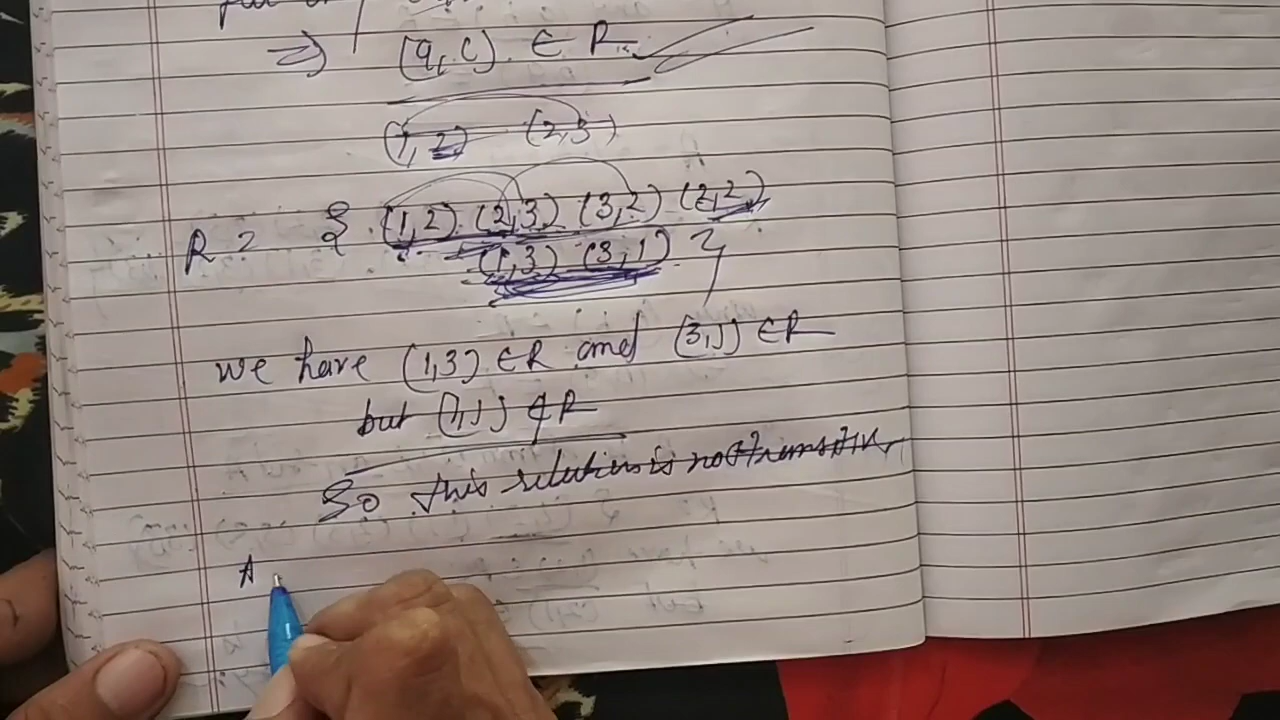 ⇒ (a, c) ∈ R
(1, 2) (2, 3)
R = { (1, 2) (2, 3) (3, 2) (2, 2)
(1, 3) (3, 1) }
we have (1, 3) ∈ R and (3, 1) ∈ R
but (1, 1) ∉ R
So this relation is not transitive
A